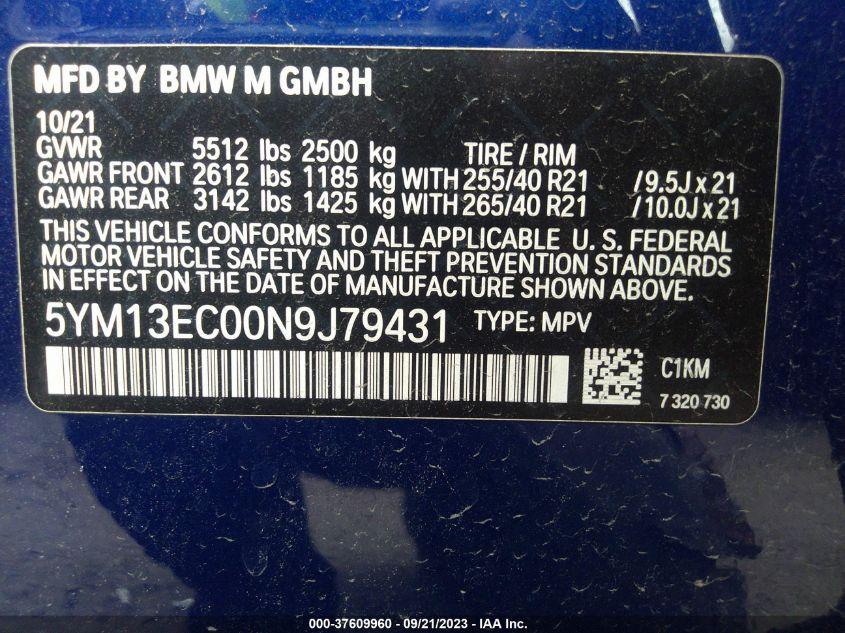 MFD BY BMW M GMBH
10/21
GVWR 5512 lbs 2500 kg TIRE / RIM
GAWR FRONT 2612 lbs 1185 kg WITH 255/40 R21 /9.5J x 21
GAWR REAR 3142 lbs 1425 kg WITH 265/40 R21 /10.0J x 21
THIS VEHICLE CONFORMS TO ALL APPLICABLE U. S. FEDERAL
MOTOR VEHICLE SAFETY AND THEFT PREVENTION STANDARDS
IN EFFECT ON THE DATE OF MANUFACTURE SHOWN ABOVE.
5YM13EC00N9J79431 TYPE: MPV
C1KM
7 320 730
000-37609960 - 09/21/2023 - IAA Inc.